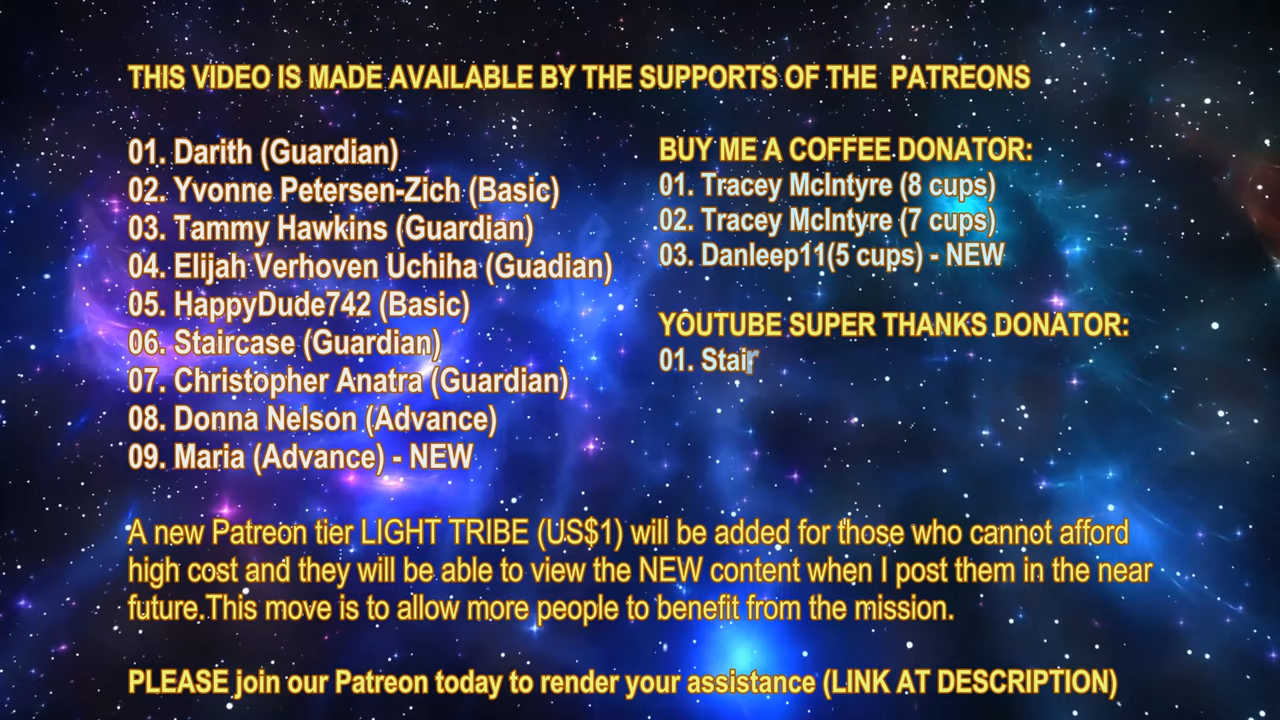 THIS VIDEO IS MADE AVAILABLE BY THE SUPPORTS OF THE PATREONS
01. Darith (Guardian)
02. Yvonne Petersen-Zich (Basic)
03. Tammy Hawkins (Guardian)
04. Elijah Verhoven Uchiha (Guadian)
05. HappyDude742 (Basic)
06. Staircase (Guardian)
07. Christopher Anatra (Guardian)
08. Donna Nelson (Advance)
09. Maria (Advance) - NEW
BUY ME A COFFEE DONATOR:
01. Tracey McIntyre (8 cups)
02. Tracey McIntyre (7 cups)
03. Danleep11(5 cups) - NEW
YOUTUBE SUPER THANKS DONATOR:
01. Stair
A new Patreon tier LIGHT TRIBE (US$1) will be added for those who cannot afford
high cost and they will be able to view the NEW content when I post them in the near
future.This move is to allow more people to benefit from the mission.
PLEASE join our Patreon today to render your assistance (LINK AT DESCRIPTION)